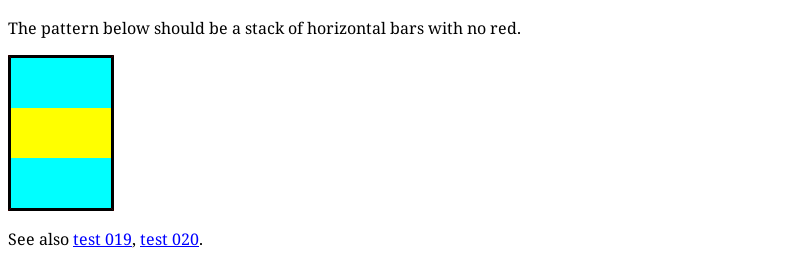 The pattern below should be a stack of horizontal bars with no red.
See also test 019, test 020.